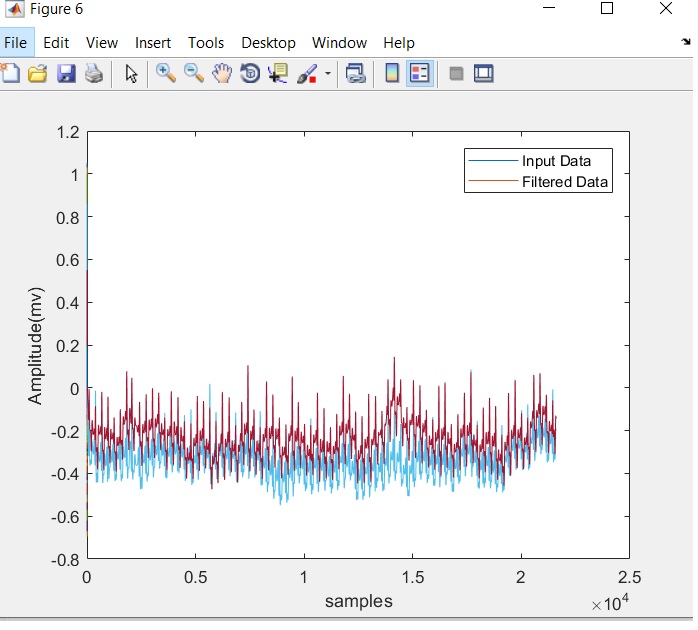 Figure 6
File Edit View Insert Tools Desktop Window Help
1.2
1
0.8
0.6
0.4
0.2
0
-0.2
-0.4
-0.6
-0.8
Amplitude(mv)
Input Data
Filtered Data
0 0.5 1 1.5 2 2.5
samples
×10⁴